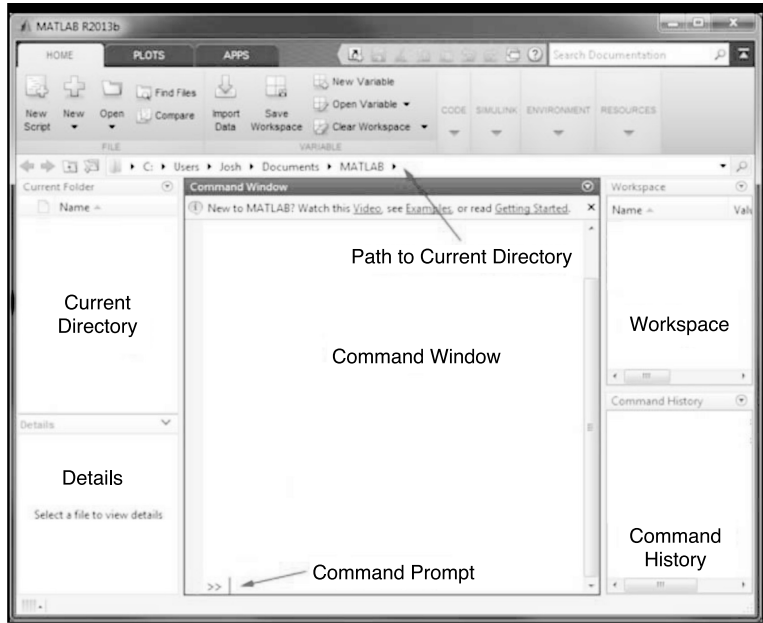 MATLAB R2013b
HOME PLOTS APPS Search Documentation
New Script New Open Find Files Compare Import Data Save Workspace New Variable Open Variable Clear Workspace CODE SIMULINK ENVIRONMENT RESOURCES
FILE VARIABLE
C: Users Josh Documents MATLAB
Current Folder Command Window Workspace
Name New to MATLAB? Watch this Video, see Examples, or read Getting Started. Name Valu
Path to Current Directory
Current
Directory
Workspace
Command Window
Command History
Details
Details
Select a file to view details
Command
History
Command Prompt
>>